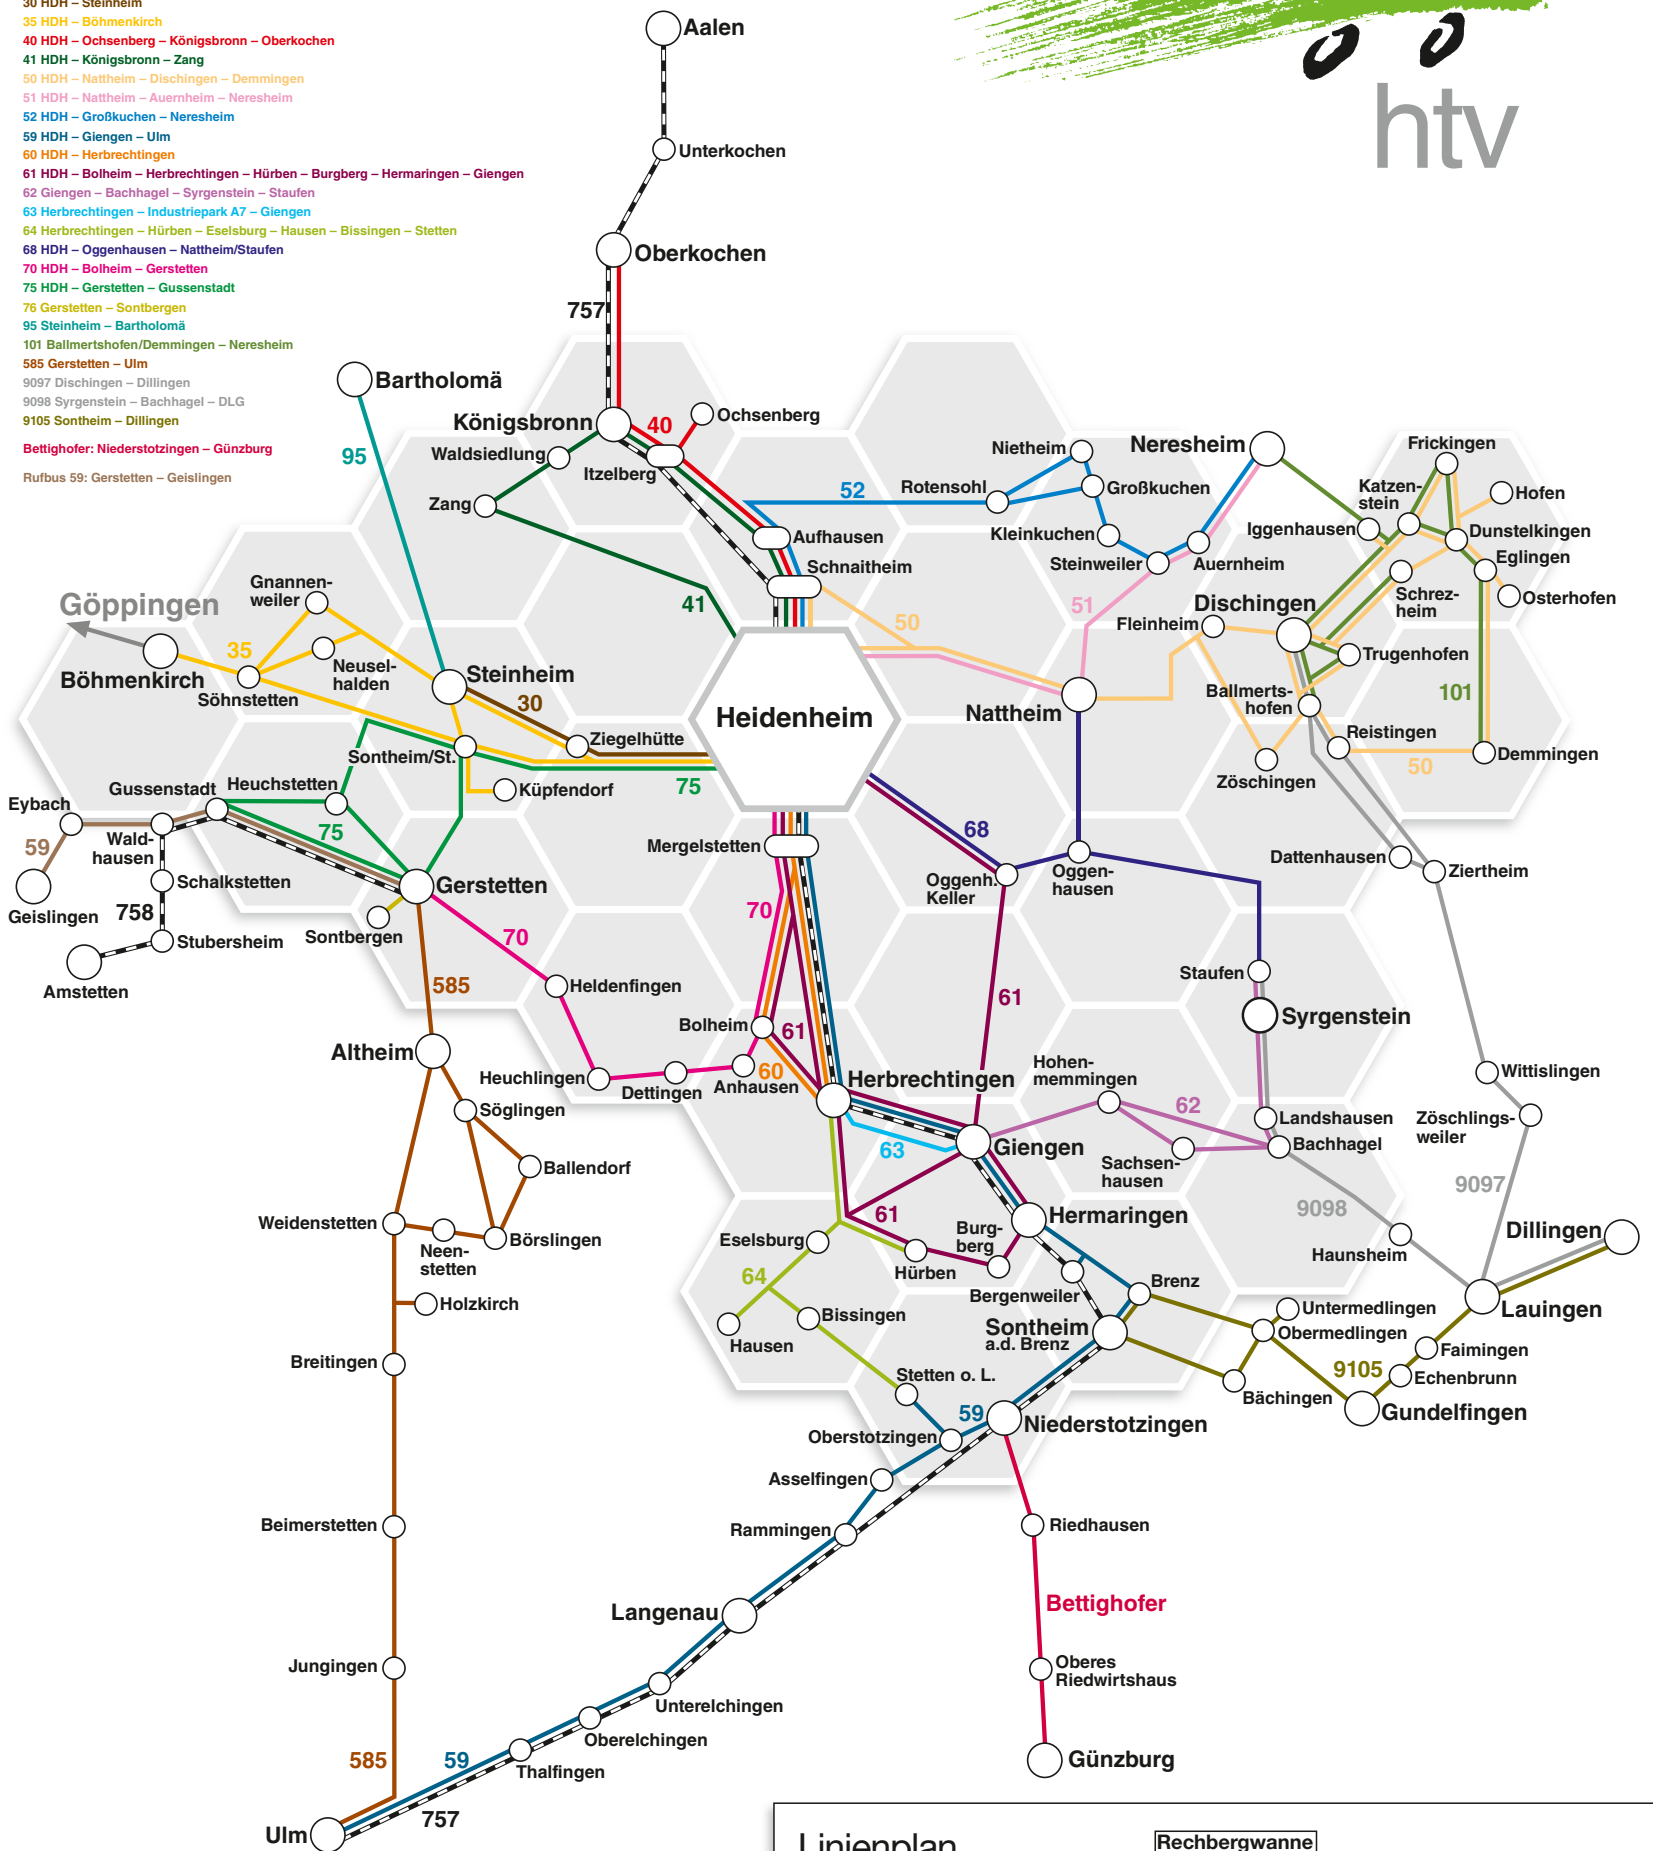 30 HDH – Steinheim
35 HDH – Böhmenkirch
40 HDH – Ochsenberg – Königsbronn – Oberkochen
41 HDH – Königsbronn – Zang
50 HDH – Nattheim – Dischingen – Demmingen
51 HDH – Nattheim – Auernheim – Neresheim
52 HDH – Großkuchen – Neresheim
59 HDH – Giengen – Ulm
60 HDH – Herbrechtingen
61 HDH – Bolheim – Herbrechtingen – Hürben – Burgberg – Hermaringen – Giengen
62 Giengen – Bachhagel – Syrgenstein – Staufen
63 Herbrechtingen – Industriepark A7 – Giengen
64 Herbrechtingen – Hürben – Eselsburg – Hausen – Bissingen – Stetten
68 HDH – Oggenhausen – Nattheim/Staufen
70 HDH – Bolheim – Gerstetten
75 HDH – Gerstetten – Gussenstadt
76 Gerstetten – Sontbergen
95 Steinheim – Bartholomä
101 Ballmertshofen/Demmingen – Neresheim
585 Gerstetten – Ulm
9097 Dischingen – Dillingen
9098 Syrgenstein – Bachhagel – DLG
9105 Sontheim – Dillingen
Bettighofer: Niederstotzingen – Günzburg
Rufbus 59: Gerstetten – Geislingen
htv
Aalen
Unterkochen
Oberkochen
757
Bartholomä
95
Königsbronn
40
Ochsenberg
Waldsiedlung
Itzelberg
Zang
41
Aufhausen
Schnaitheim
52
Nietheim
Rotensohl
Großkuchen
Kleinkuchen
Steinweiler
Auernheim
Neresheim
51
50
Frickingen
Katzen-
stein
Hofen
Iggenhausen
Dunstelkingen
Eglingen
Schrez-
heim
Osterhofen
Dischingen
Fleinheim
Trugenhofen
Ballmerts-
hofen
101
Reistingen
Demmingen
50
Zöschingen
Göppingen
Gnannen-
weiler
35
Neusel-
halden
Böhmenkirch
Söhnstetten
Steinheim
30
Ziegelhütte
Sontheim/St.
75
Küpfendorf
Heidenheim
Nattheim
Gussenstadt
Heuchstetten
75
Eybach
Wald-
hausen
59
Geislingen
Schalkstetten
758
Stubersheim
Amstetten
Gerstetten
Sontbergen
585
70
Mergelstetten
68
Oggenh.
Keller
Oggen-
hausen
Dattenhausen
Ziertheim
70
Heldenfingen
Bolheim
61
60
Anhausen
Dettingen
Heuchlingen
61
Staufen
Syrgenstein
Altheim
Söglingen
Ballendorf
Weidenstetten
Neen-
stetten
Börslingen
Holzkirch
Breitingen
Beimerstetten
Jungingen
585
Ulm
Herbrechtingen
63
Giengen
Hohen-
memmingen
62
Sachsen-
hausen
Landshausen
Bachhagel
Wittislingen
Zöschlings-
weiler
9097
9098
Haunsheim
Dillingen
Lauingen
61
Eselsburg
64
Hürben
Burg-
berg
Hermaringen
Bergenweiler
Brenz
Hausen
Bissingen
Sontheim
a.d. Brenz
Untermedlingen
Obermedlingen
Faimingen
9105
Echenbrunn
Bächingen
Gundelfingen
Stetten o. L.
59
Niederstotzingen
Oberstotzingen
Asselfingen
Rammingen
Riedhausen
Bettighofer
Langenau
Oberes
Riedwirtshaus
Unterelchingen
Oberelchingen
Günzburg
59
Thalfingen
757
Linienplan
Rechbergwanne